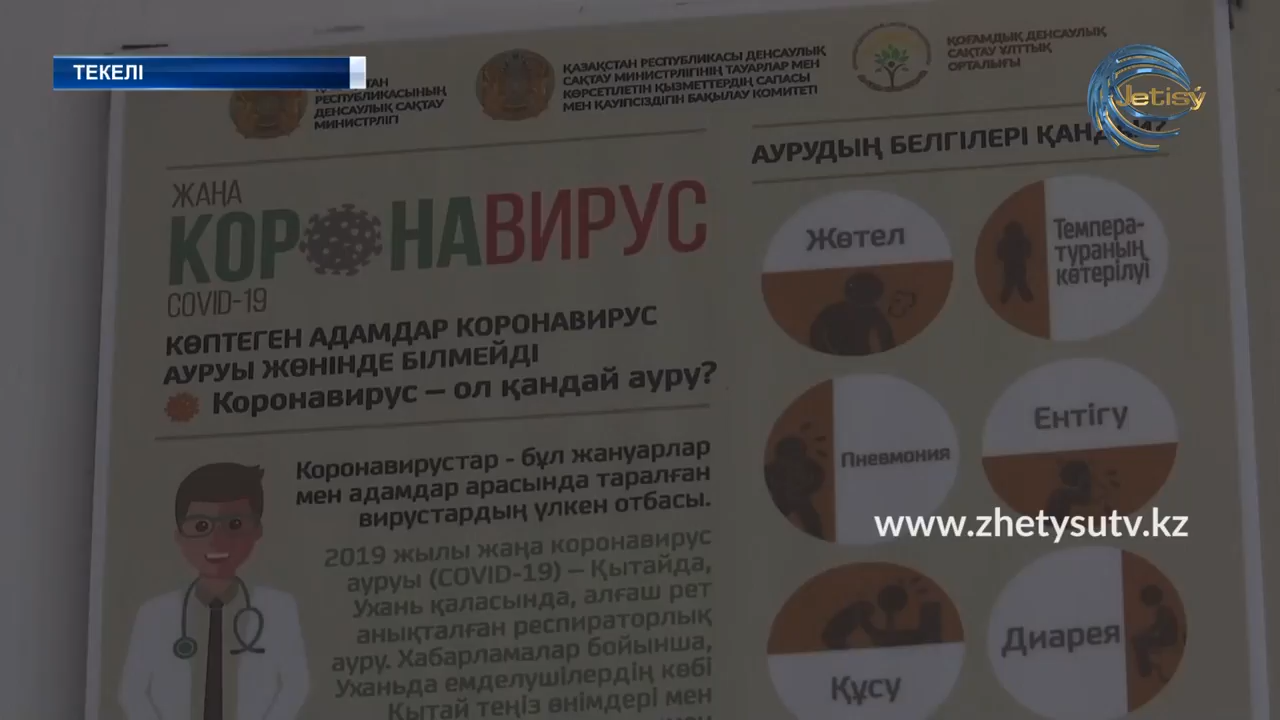 ТЕКЕЛІ
РЕСПУБЛИКАСЫНЫҢ
ДЕНСАУЛЫҚ САҚТАУ
МИНИСТРЛІГІ
ҚАЗАҚСТАН РЕСПУБЛИКАСЫ ДЕНСАУЛЫҚ
САҚТАУ МИНИСТРЛІГІНІҢ ТАУАРЛАР МЕН
КӨРСЕТІЛЕТІН ҚЫЗМЕТТЕРДІҢ САПАСЫ
МЕН ҚАУІПСІЗДІГІН БАҚЫЛАУ КОМИТЕТІ
ҚОҒАМДЫҚ ДЕНСАУЛЫҚ
САҚТАУ ҰЛТТЫҚ
ОРТАЛЫҒЫ
Jetisý
ЖАҢА
КОРОНАВИРУС
COVID-19
КӨПТЕГЕН АДАМДАР КОРОНАВИРУС
АУРУЫ ЖӨНІНДЕ БІЛМЕЙДІ
Коронавирус – ол қандай ауру?
Коронавирустар - бұл жануарлар
мен адамдар арасында таралған
вирустардың үлкен отбасы.
2019 жылы жаңа коронавирус
ауруы (COVID-19) – Қытайда,
Ухань қаласында, алғаш рет
анықталған респираторлық
ауру. Хабарламалар бойынша,
Уханьда емделушілердің көбі
Қытай теңіз өнімдері мен
АУРУДЫҢ БЕЛГІЛЕРІ
Жөтел
Темпера-
тураның
көтерілуі
Пневмония
Ентігу
www.zhetysutv.kz
Құсу
Диарея